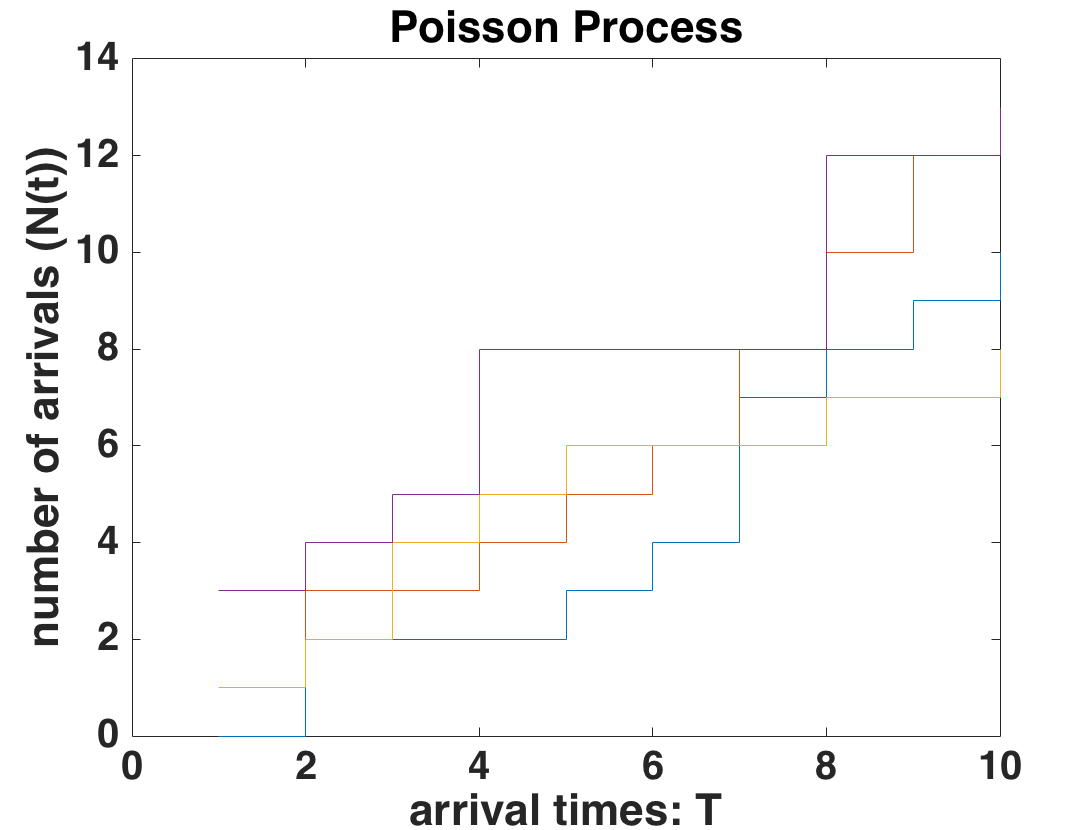 Poisson Process
14
12
10
8
6
4
2
0
number of arrivals (N(t))
0 2 4 6 8 10
arrival times: T